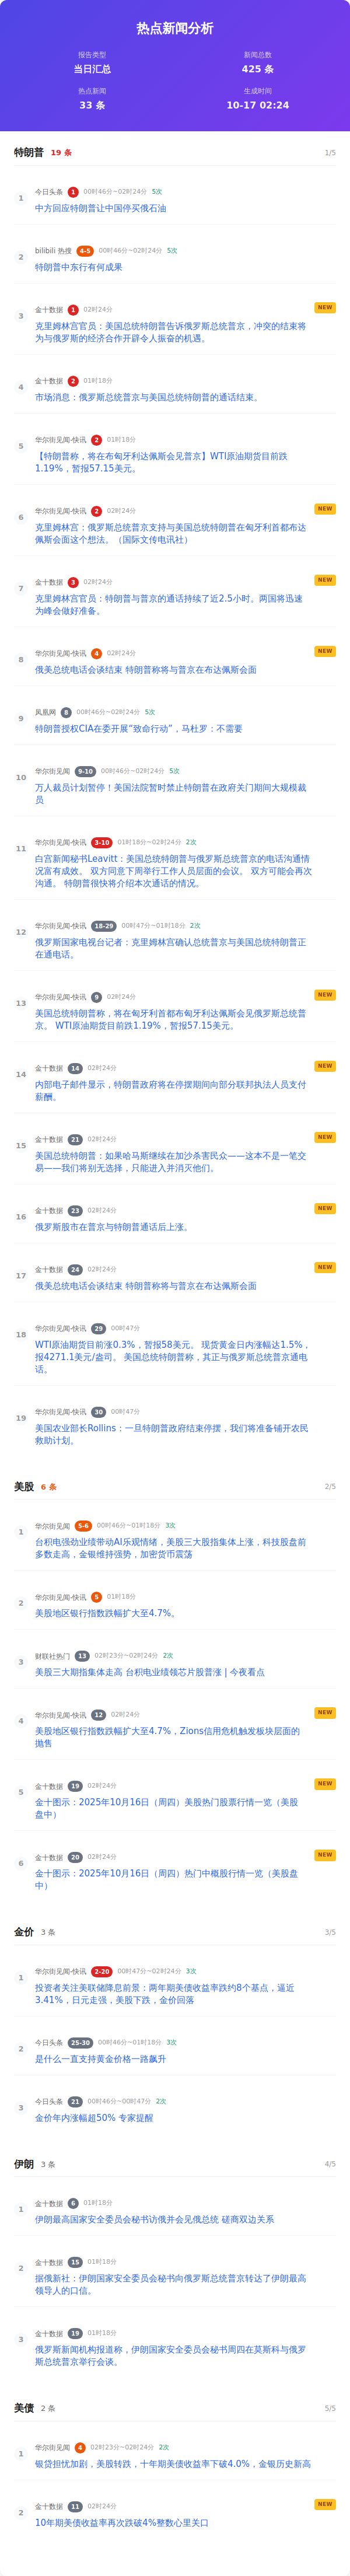 热点新闻分析
报告类型
当日汇总
新闻总数
425 条
热点新闻
33 条
生成时间
10-17 02:24
特朗普 19 条 1/5
1
今日头条 1 00时46分~02时24分 5次
中方回应特朗普让中国停买俄石油
2
bilibili 热搜 4-5 00时46分~02时24分 5次
特朗普中东行有何成果
3
金十数据 1 02时24分 NEW
克里姆林宫官员：美国总统特朗普告诉俄罗斯总统普京，冲突的结束将
为与俄罗斯的经济合作开辟令人振奋的机遇。
4
金十数据 2 01时18分
市场消息：俄罗斯总统普京与美国总统特朗普的通话结束。
5
华尔街见闻-快讯 2 01时18分
【特朗普称，将在布匈牙利达佩斯会见普京】WTI原油期货日内跌
1.19%，暂报57.15美元。
6
华尔街见闻-快讯 2 02时24分 NEW
克里姆林宫：俄罗斯总统普京支持与美国总统特朗普在匈牙利首都布达
佩斯会面这个想法。（国际文传电讯社）
7
金十数据 3 02时24分 NEW
克里姆林宫官员：特朗普与普京的通话持续了近2.5小时。两国将迅速
为峰会做好准备。
8
华尔街见闻-快讯 4 02时24分 NEW
俄美总统电话会谈结束 特朗普称将与普京在布达佩斯会面
9
凤凰网 8 00时46分~02时24分 5次
特朗普授权CIA在委开展“致命行动”，马杜罗：不需要
10
华尔街见闻 9-10 00时46分~02时24分 5次
万人裁员计划暂停！美国法院暂时禁止特朗普在政府关门期间大规模裁
员
11
华尔街见闻-快讯 3-10 01时18分~02时24分 2次
白宫新闻秘书Leavitt：美国总统特朗普与俄罗斯总统普京的电话沟通情
况富有成效。 双方同意下周举行工作人员层面的会议。 双方可能会再次
沟通。 特朗普很快将介绍本次通话的情况。
12
华尔街见闻-快讯 18-29 00时47分~01时18分 2次
俄罗斯国家电视台记者：克里姆林宫确认总统普京与美国总统特朗普正
在通电话。
13
华尔街见闻-快讯 9 02时24分 NEW
美国总统特朗普称，将在匈牙利首都布匈牙利达佩斯会见俄罗斯总统普
京。 WTI原油期货日内跌1.19%，暂报57.15美元。
14
金十数据 14 02时24分 NEW
内部电子邮件显示，特朗普政府将在停摆期间向部分联邦执法人员支付
薪酬。
15
金十数据 21 02时24分 NEW
美国总统特朗普：如果哈马斯继续在加沙杀害民众——这本不是一笔交
易——我们将别无选择，只能进入并消灭他们。
16
金十数据 23 02时24分 NEW
俄罗斯股市在普京与特朗普通话后上涨。
17
金十数据 24 02时24分 NEW
俄美总统电话会谈结束 特朗普称将与普京在布达佩斯会面
18
华尔街见闻-快讯 29 00时47分
WTI原油期货日内涨0.3%，暂报58美元。 现货黄金日内涨幅达1.5%，
报4271.1美元/盎司。 美国总统特朗普称，其正与俄罗斯总统普京通电
话。
19
华尔街见闻-快讯 30 00时47分
美国农业部长Rollins：一旦特朗普政府结束停摆，我们将准备铺开农民
救助计划。
美股 6 条 2/5
1
华尔街见闻 5-6 00时46分~01时18分 3次
台积电强劲业绩带动AI乐观情绪，美股三大股指集体上涨，科技股盘前
多数走高，金银维持强势，加密货币震荡
2
华尔街见闻-快讯 5 01时18分
美股地区银行指数跌幅扩大至4.7%。
3
财联社热门 13 02时23分~02时24分 2次
美股三大期指集体走高 台积电业绩领芯片股普涨 | 今夜看点
4
华尔街见闻-快讯 12 02时24分 NEW
美股地区银行指数跌幅扩大至4.7%，Zions信用危机触发板块层面的
抛售
5
金十数据 19 02时24分 NEW
金十图示：2025年10月16日（周四）美股热门股票行情一览（美股
盘中）
6
金十数据 20 02时24分 NEW
金十图示：2025年10月16日（周四）热门中概股行情一览（美股盘
中）
金价 3 条 3/5
1
华尔街见闻-快讯 2-20 00时47分~02时24分 3次
投资者关注美联储降息前景：两年期美债收益率跌约8个基点，逼近
3.41%，日元走强，美股下跌，金价回落
2
今日头条 25-30 00时46分~01时18分 3次
是什么一直支持黄金价格一路飙升
3
今日头条 21 00时46分~00时47分 2次
金价年内涨幅超50% 专家提醒
伊朗 3 条 4/5
1
金十数据 6 01时18分
伊朗最高国家安全委员会秘书访俄并会见俄总统 磋商双边关系
2
金十数据 15 01时18分
据俄新社：伊朗国家安全委员会秘书向俄罗斯总统普京转达了伊朗最高
领导人的口信。
3
金十数据 19 01时18分
俄罗斯新闻机构报道称，伊朗国家安全委员会秘书周四在莫斯科与俄罗
斯总统普京举行会谈。
美债 2 条 5/5
1
华尔街见闻 4 02时23分~02时24分 2次
银贷担忧加剧，美股转跌，十年期美债收益率下破4.0%，金银历史新高
2
金十数据 11 02时24分 NEW
10年期美债收益率再次跌破4%整数心里关口